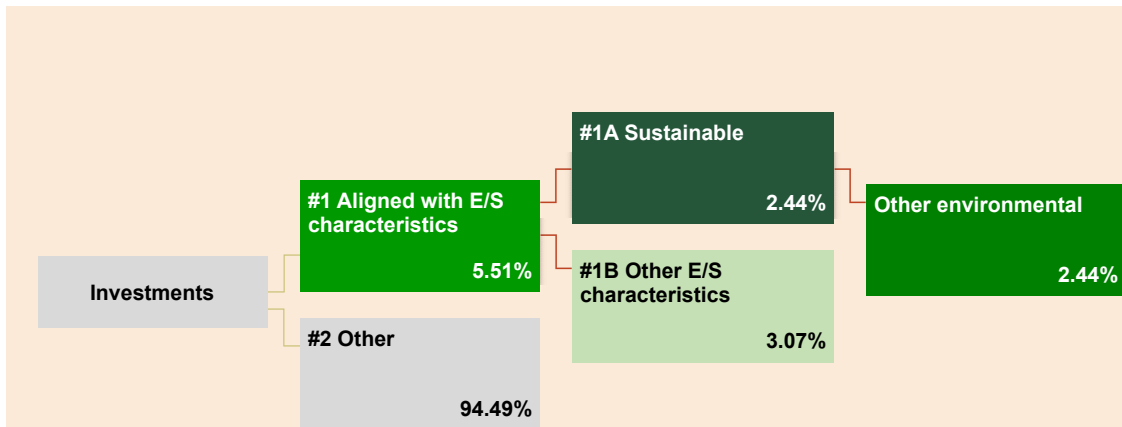 Investments
#1 Aligned with E/S
characteristics
5.51%
#2 Other
94.49%
#1A Sustainable
2.44%
#1B Other E/S
characteristics
3.07%
Other environmental
2.44%